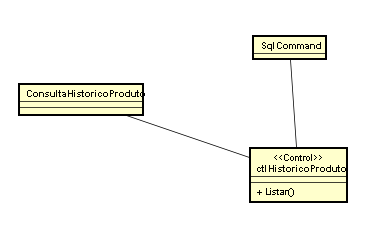 SqlCommand
ConsultaHistoricoProduto
<<Control>>
ctlHistoricoProduto
+ Listar()